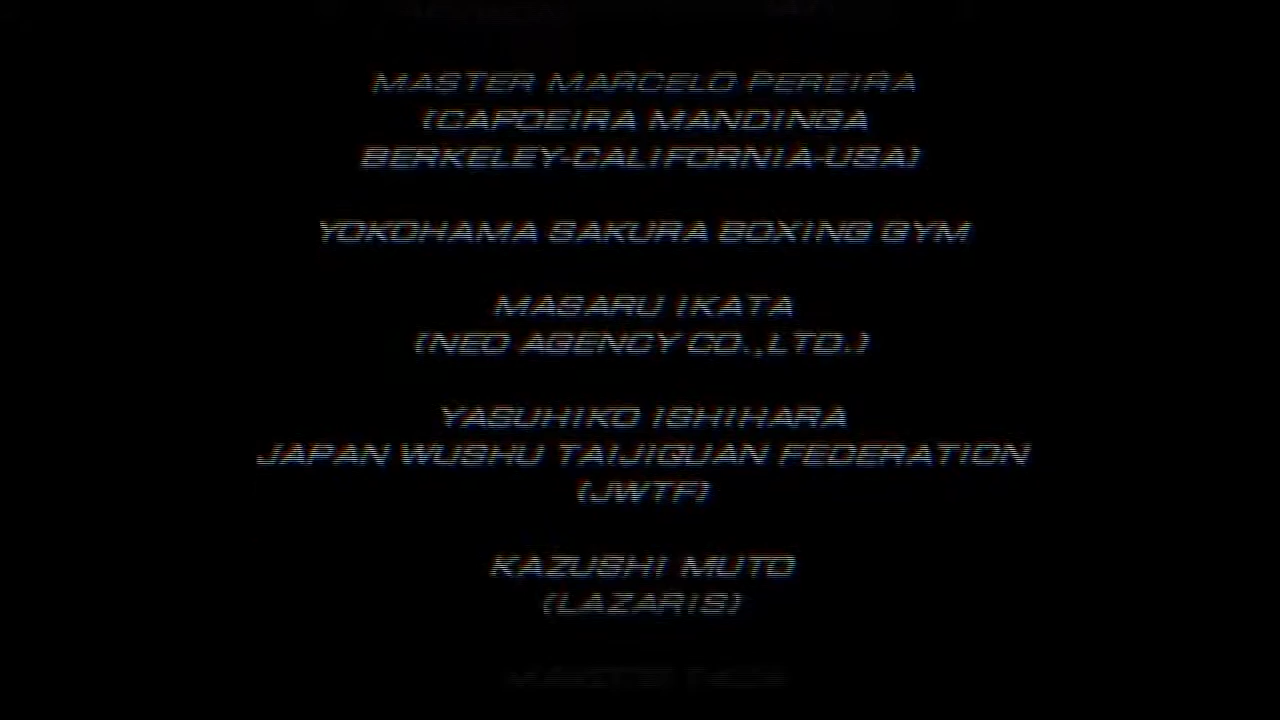 MASTER MARCELO PEREIRA
(CAPOEIRA MANDINGA
BERKELEY-CALIFORNIA-USA)
YOKOHAMA SAKURA BOXING GYM
MASARU IKATA
(NEO AGENCY CO.,LTD.)
YASUHIKO ISHIHARA
JAPAN WUSHU TAIJIQUAN FEDERATION
(JWTF)
KAZUSHI MUTO
(LAZARIS)